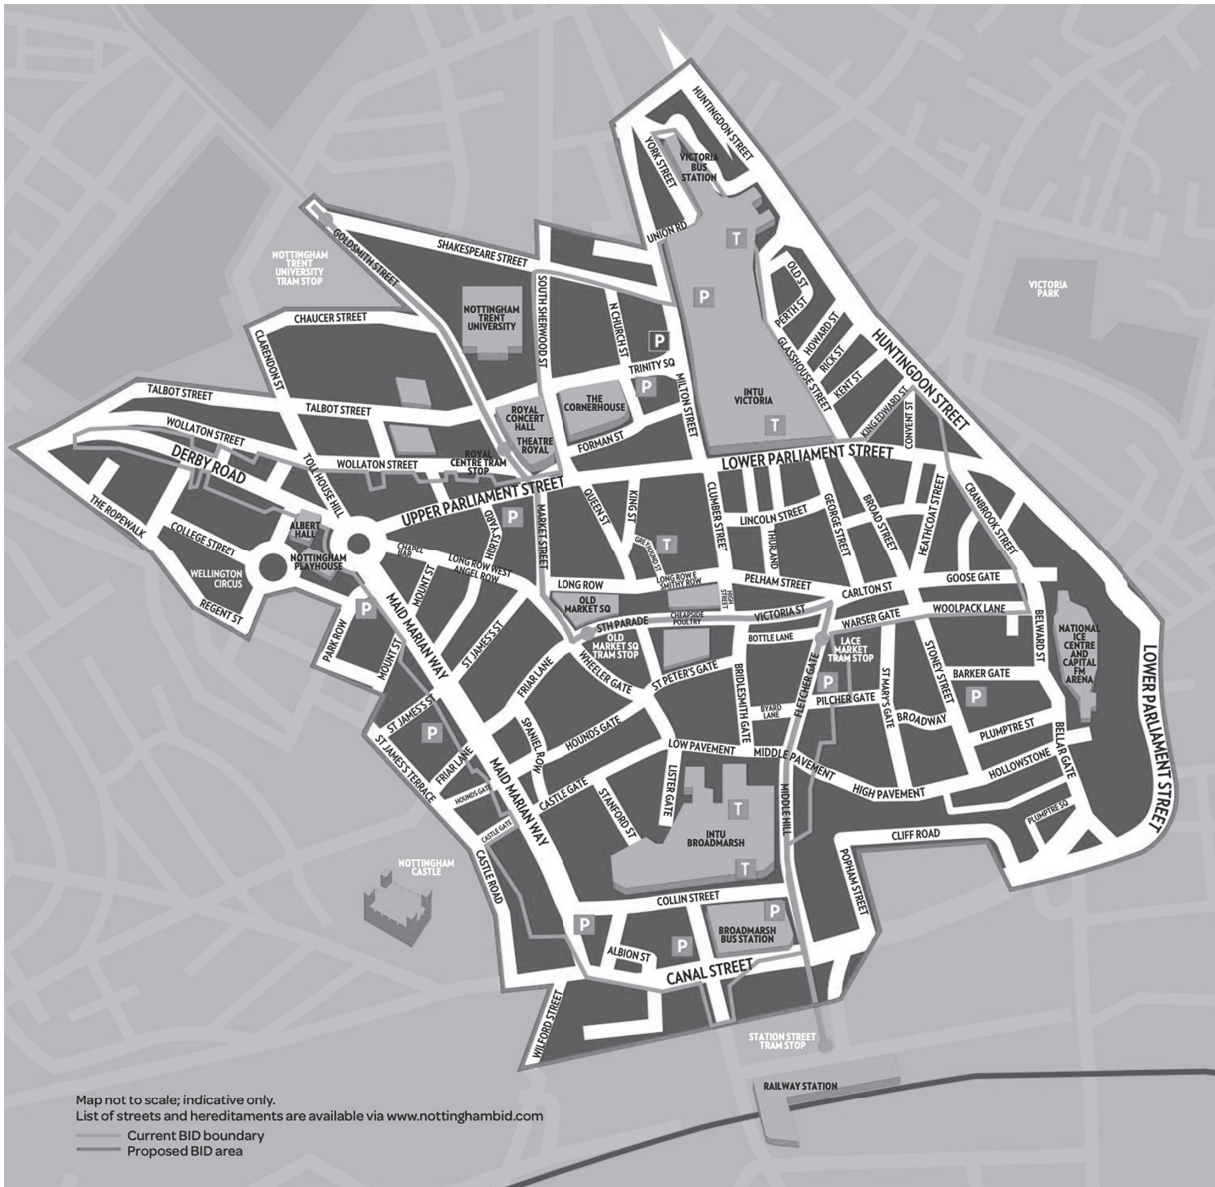 HUNTINGDON STREET
YORK STREET
VICTORIA
BUS
STATION
UNION RD
T
GOLDSMITH STREET
SHAKESPEARE STREET
NOTTINGHAM
TRENT
UNIVERSITY
TRAM STOP
SOUTH SHERWOOD ST
N CHURCH ST
P
OLD ST
PERTH ST
VICTORIA
PARK
NOTTINGHAM
TRENT
UNIVERSITY
CHAUCER STREET
CLARENDON ST
P
TRINITY SQ
P
MILTON STREET
HOWARD ST
RICK ST
KENT ST
GLASSHOUSE STREET
HUNTINGDON STREET
KING EDWARD ST
CONVENT ST
TALBOT STREET
TALBOT STREET
THE
CORNERHOUSE
INTU
VICTORIA
T
ROYAL
CONCERT
HALL
THEATRE
ROYAL
FORMAN ST
WOLLATON STREET
WOLLATON STREET
DERBY ROAD
TOLL HOUSE HILL
ROYAL
CENTRE TRAM
STOP
LOWER PARLIAMENT STREET
UPPER PARLIAMENT STREET
THE ROPEWALK
COLLEGE STREET
ALBERT
HALL
NOTTINGHAM
PLAYHOUSE
WELLINGTON
CIRCUS
REGENT ST
CHAPEL
BAR
HURTS YARD
P
MARKET STREET
QUEEN ST
KING ST
GREYHOUND ST
T
CLUMBER STREET
LINCOLN STREET
THURLAND
GEORGE STREET
BROAD STREET
HEATHCOAT STREET
CRANBROOK STREET
LONG ROW WEST
ANGEL ROW
LONG ROW
LONG ROW E
SMITHY ROW
PELHAM STREET
HIGH
STREET
CARLTON ST
GOOSE GATE
OLD
MARKET SQ
CHEAPSIDE
POULTRY
VICTORIA ST
WARSER GATE
WOOLPACK LANE
STH PARADE
OLD
MARKET SQ
TRAM STOP
BOTTLE LANE
LACE
MARKET
TRAM STOP
BELWARD ST
NATIONAL
ICE
CENTRE
AND
CAPITAL
FM
ARENA
P
PARK ROW
MOUNT ST
MOUNT ST
MAID MARIAN WAY
ST JAMES'S ST
FRIAR LANE
WHEELER GATE
ST PETER'S GATE
BRIDLESMITH GATE
FLETCHER GATE
P
PILCHER GATE
BYARD
LANE
ST MARY'S GATE
STONEY STREET
BARKER GATE
P
BROADWAY
PLUMPTRE ST
HOLLOWSTONE
BELLAR GATE
LOWER PARLIAMENT STREET
ST JAMES'S ST
P
ST JAMES'S TERRACE
FRIAR LANE
HOUNDS GATE
SPANIEL ROW
HOUNDS GATE
LOW PAVEMENT
MIDDLE PAVEMENT
HIGH PAVEMENT
LISTER GATE
MAID MARIAN WAY
CASTLE GATE
CASTLE GATE
STANFORD ST
MIDDLE HILL
PLUMPTRE SQ
T
INTU
BROADMARSH
T
CLIFF ROAD
POPHAM STREET
NOTTINGHAM
CASTLE
CASTLE ROAD
COLLIN STREET
P
P
P
BROADMARSH
BUS STATION
ALBION ST
CANAL STREET
WILFORD STREET
STATION STREET
TRAM STOP
RAILWAY STATION
Map not to scale; indicative only.
List of streets and hereditaments are available via www.nottinghambid.com
Current BID boundary
Proposed BID area